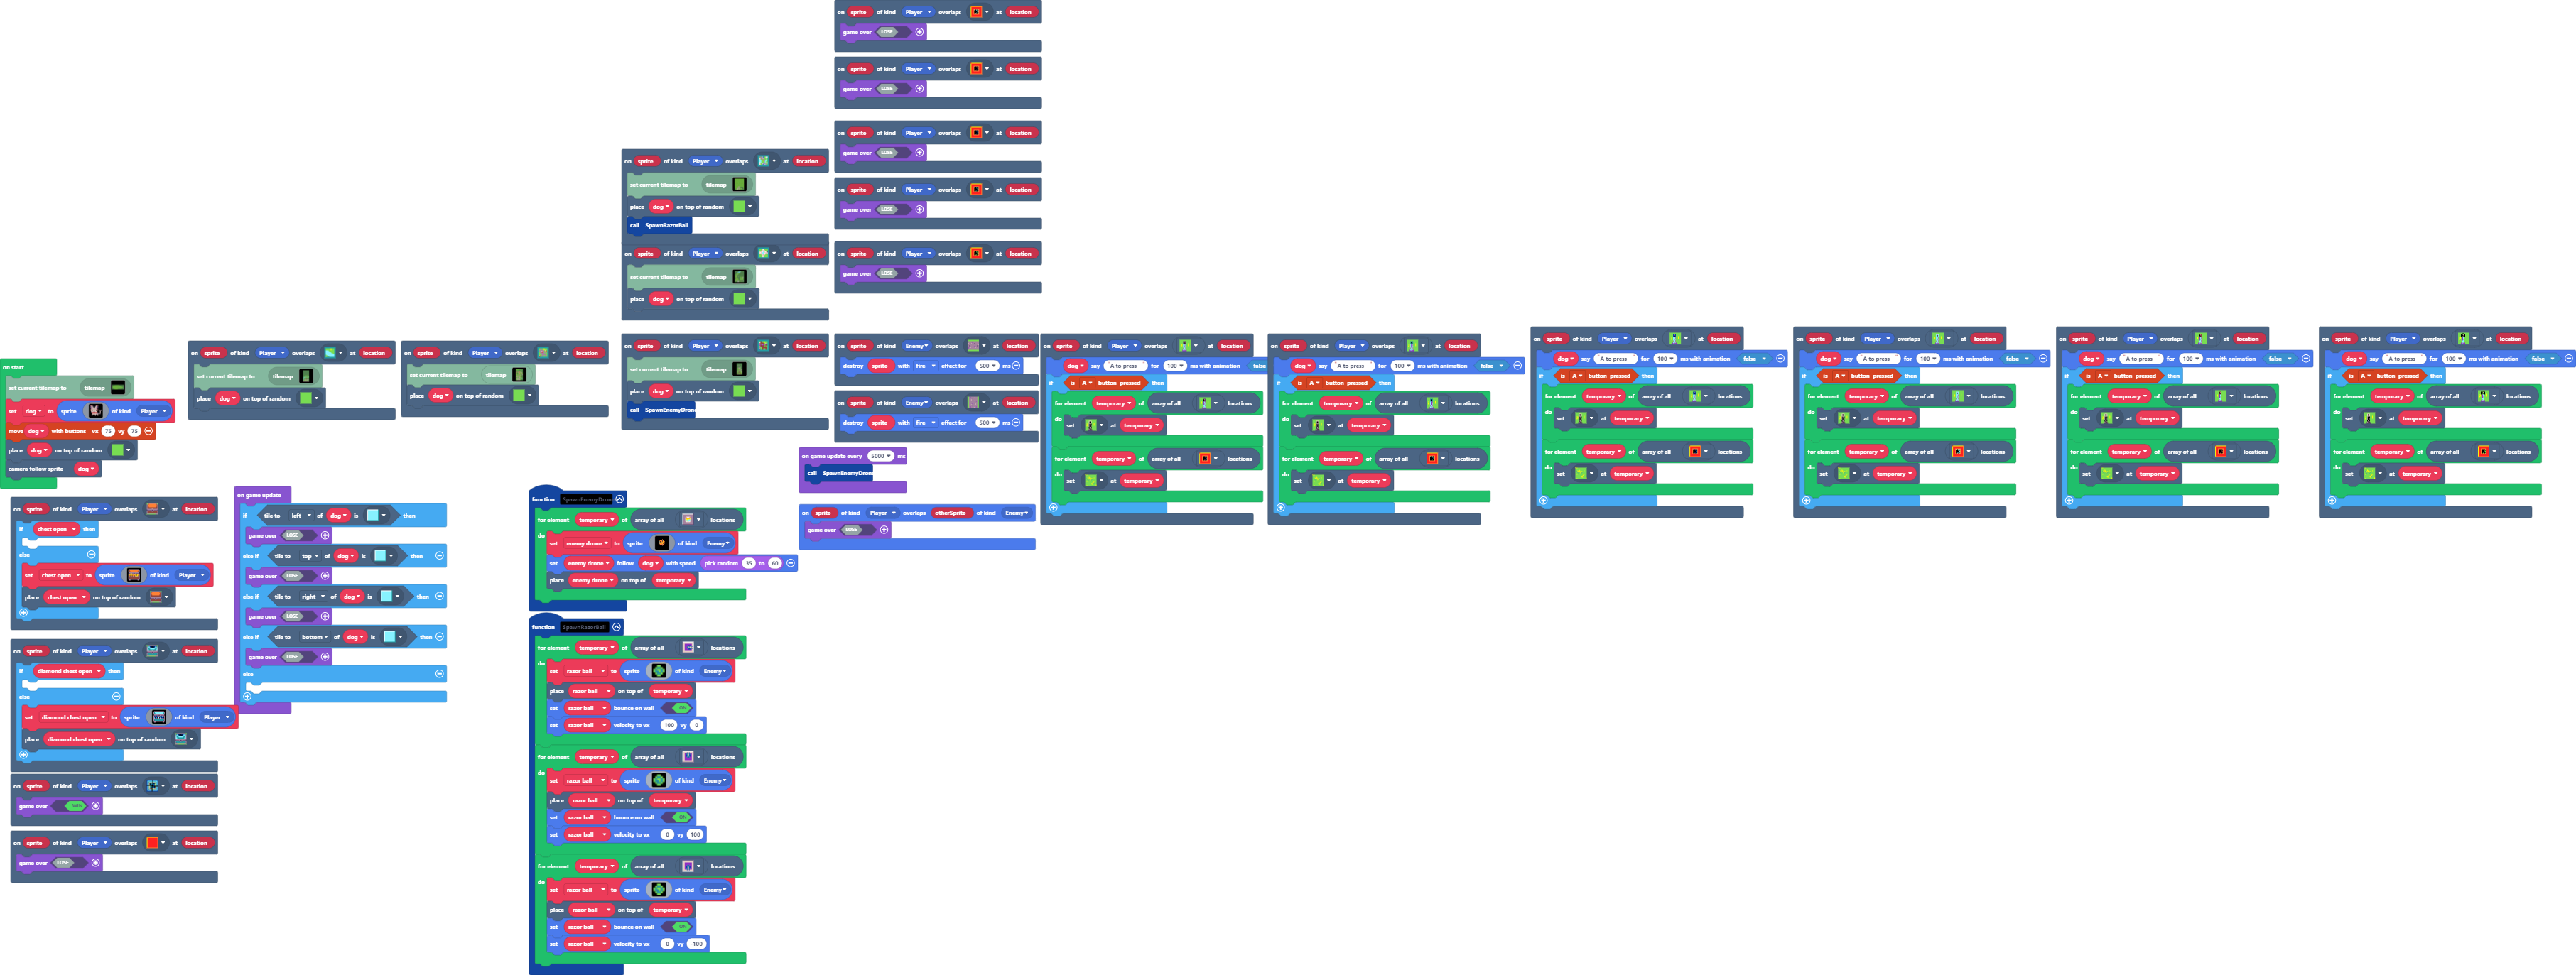 on sprite of kind Player overlaps at location
game over LOSE
on sprite of kind Player overlaps at location
game over LOSE
on sprite of kind Player overlaps at location
game over LOSE
on sprite of kind Player overlaps at location
game over LOSE
on sprite of kind Player overlaps at location
game over LOSE
on sprite of kind Player overlaps at location
set current tilemap to tilemap
place dog on top of random
call SpawnRazorBall
on sprite of kind Player overlaps at location
set current tilemap to tilemap
place dog on top of random
on start
set current tilemap to tilemap
set dog to sprite of kind Player
move dog with buttons vx 75 vy 75
place dog on top of random
camera follow sprite dog
on sprite of kind Player overlaps at location
set current tilemap to tilemap
place dog on top of random
on sprite of kind Player overlaps at location
set current tilemap to tilemap
place dog on top of random
on sprite of kind Player overlaps at location
set current tilemap to tilemap
place dog on top of random
call SpawnEnemyDron
on sprite of kind Enemy overlaps at location
destroy sprite with fire effect for 500 ms
on sprite of kind Enemy overlaps at location
destroy sprite with fire effect for 500 ms
on game update every 5000 ms
call SpawnEnemyDron
on sprite of kind Player overlaps otherSprite of kind Enemy
game over LOSE
on sprite of kind Player overlaps at location
dog say A to press for 100 ms with animation false
if is A button pressed then
for element temporary of array of all locations
do
set at temporary
for element temporary of array of all locations
do
set at temporary
on sprite of kind Player overlaps at location
dog say A to press for 100 ms with animation false
if is A button pressed then
for element temporary of array of all locations
do
set at temporary
for element temporary of array of all locations
do
set at temporary
on sprite of kind Player overlaps at location
dog say A to press for 100 ms with animation false
if is A button pressed then
for element temporary of array of all locations
do
set at temporary
for element temporary of array of all locations
do
set at temporary
on sprite of kind Player overlaps at location
dog say A to press for 100 ms with animation false
if is A button pressed then
for element temporary of array of all locations
do
set at temporary
for element temporary of array of all locations
do
set at temporary
on sprite of kind Player overlaps at location
dog say A to press for 100 ms with animation false
if is A button pressed then
for element temporary of array of all locations
do
set at temporary
for element temporary of array of all locations
do
set at temporary
on sprite of kind Player overlaps at location
dog say A to press for 100 ms with animation false
if is A button pressed then
for element temporary of array of all locations
do
set at temporary
for element temporary of array of all locations
do
set at temporary
on sprite of kind Player overlaps at location
if chest open then
else
set chest open to sprite of kind Player
place chest open on top of random
on sprite of kind Player overlaps at location
if diamond chest open then
else
set diamond chest open to sprite of kind Player
place diamond chest open on top of random
on sprite of kind Player overlaps at location
game over WIN
on sprite of kind Player overlaps at location
game over LOSE
on game update
if tile to left of dog is then
game over LOSE
else if tile to top of dog is then
game over LOSE
else if tile to right of dog is then
game over LOSE
else if tile to bottom of dog is then
game over LOSE
else
function SpawnEnemyDron
for element temporary of array of all locations
do
set enemy drone to sprite of kind Enemy
set enemy drone follow dog with speed pick random 35 to 60
place enemy drone on top of temporary
function SpawnRazorBall
for element temporary of array of all locations
do
set razor ball to sprite of kind Enemy
place razor ball on top of temporary
set razor ball bounce on wall ON
set razor ball velocity to vx 100 vy 0
for element temporary of array of all locations
do
set razor ball to sprite of kind Enemy
place razor ball on top of temporary
set razor ball bounce on wall ON
set razor ball velocity to vx 0 vy 100
for element temporary of array of all locations
do
set razor ball to sprite of kind Enemy
place razor ball on top of temporary
set razor ball bounce on wall ON
set razor ball velocity to vx 0 vy -100